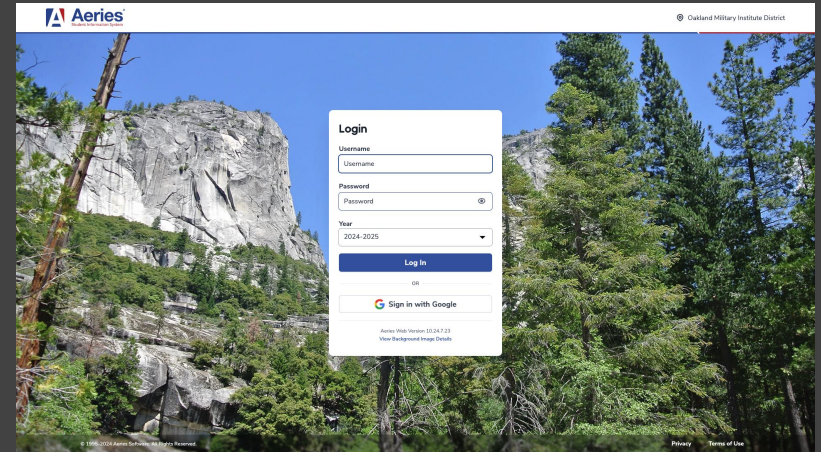 Aeries
Student Information System
Oakland Military Institute District
Login
Username
Username
Password
Password
Year
2024-2025
Log In
OR
Sign in with Google
Aeries Web Version 10.24.7.23
View Background Image Details
© 1995-2024 Aeries Software. All Rights Reserved.
Privacy Terms of Use